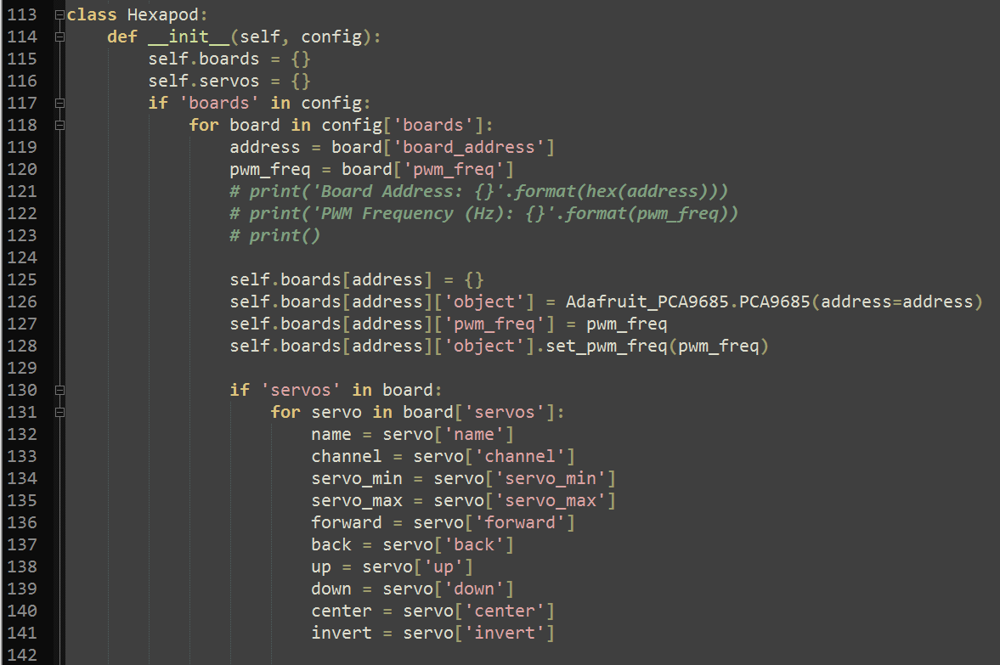 113 class Hexapod:
114     def __init__(self, config):
115         self.boards = {}
116         self.servos = {}
117         if 'boards' in config:
118             for board in config['boards']:
119                 address = board['board_address']
120                 pwm_freq = board['pwm_freq']
121                 # print('Board Address: {}'.format(hex(address)))
122                 # print('PWM Frequency (Hz): {}'.format(pwm_freq))
123                 # print()
124
125                 self.boards[address] = {}
126                 self.boards[address]['object'] = Adafruit_PCA9685.PCA9685(address=address)
127                 self.boards[address]['pwm_freq'] = pwm_freq
128                 self.boards[address]['object'].set_pwm_freq(pwm_freq)
129
130                 if 'servos' in board:
131                     for servo in board['servos']:
132                         name = servo['name']
133                         channel = servo['channel']
134                         servo_min = servo['servo_min']
135                         servo_max = servo['servo_max']
136                         forward = servo['forward']
137                         back = servo['back']
138                         up = servo['up']
139                         down = servo['down']
140                         center = servo['center']
141                         invert = servo['invert']
142